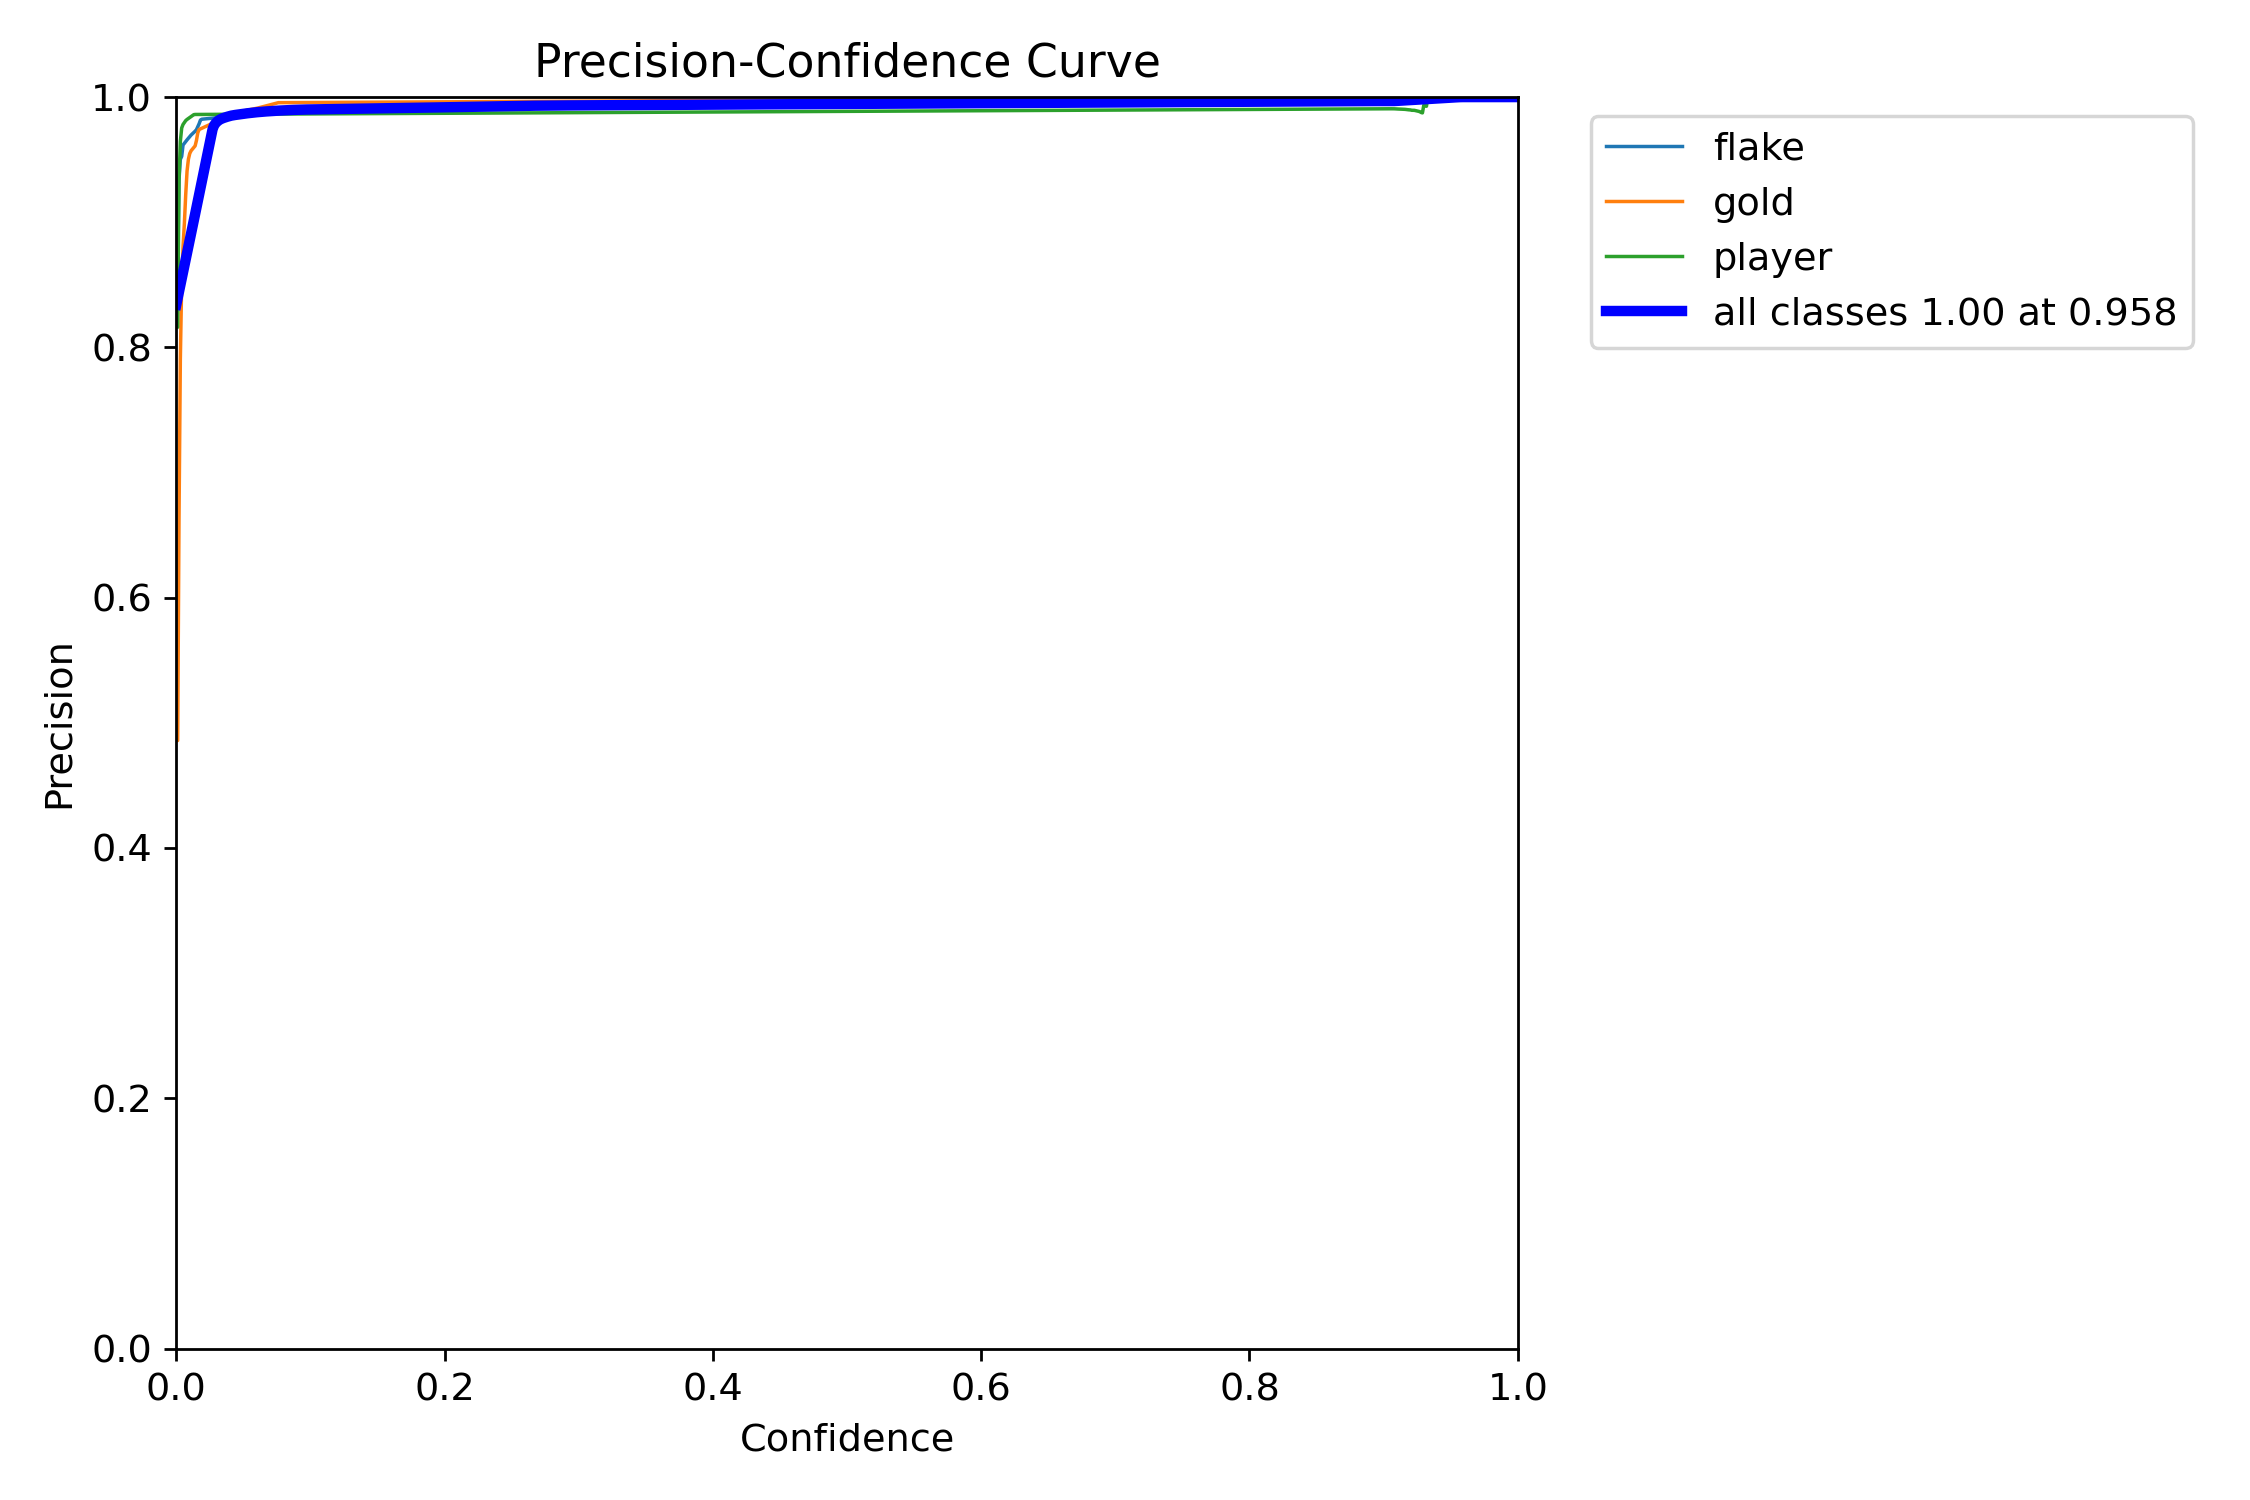 Precision-Confidence Curve
1.0
0.8
0.6
0.4
0.2
0.0
Precision
0.0 0.2 0.4 0.6 0.8 1.0
Confidence
flake
gold
player
all classes 1.00 at 0.958